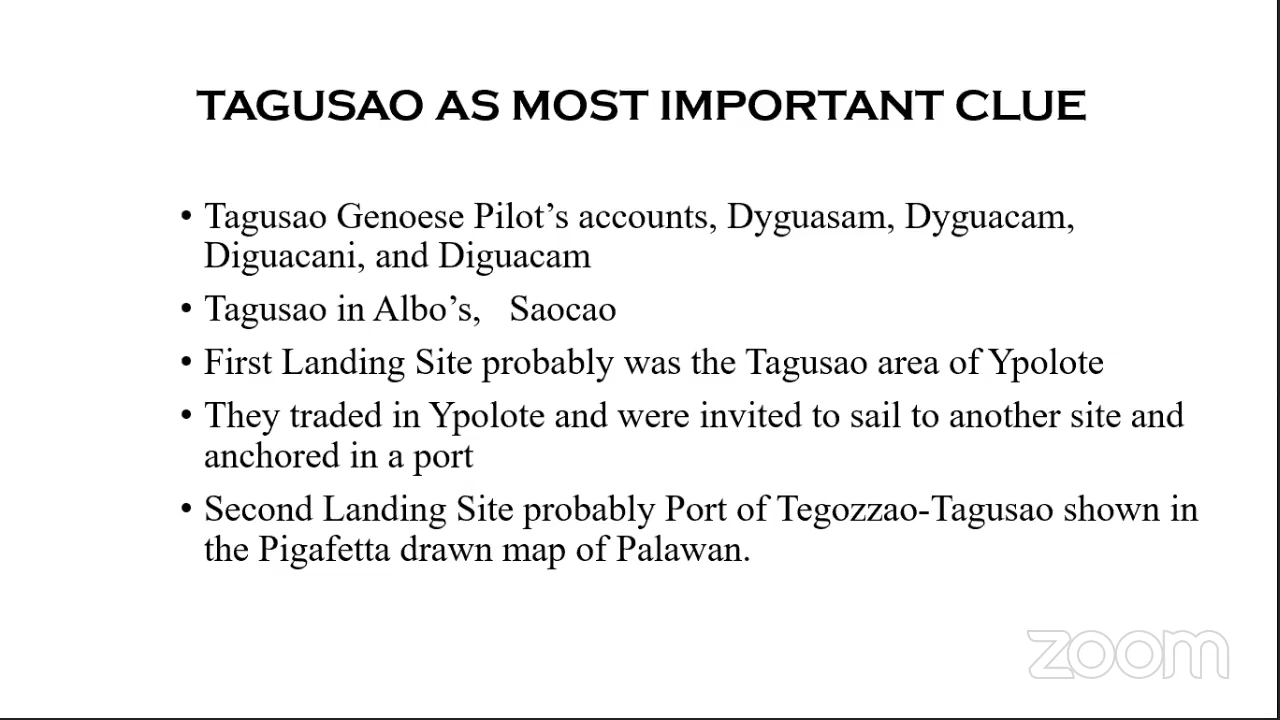 TAGUSAO AS MOST IMPORTANT CLUE
• Tagusao Genoese Pilot’s accounts, Dyguasam, Dyguacam,
Diguacani, and Diguacam
• Tagusao in Albo’s, Saocao
• First Landing Site probably was the Tagusao area of Ypolote
• They traded in Ypolote and were invited to sail to another site and
anchored in a port
• Second Landing Site probably Port of Tegozzao-Tagusao shown in
the Pigafetta drawn map of Palawan.
zoom